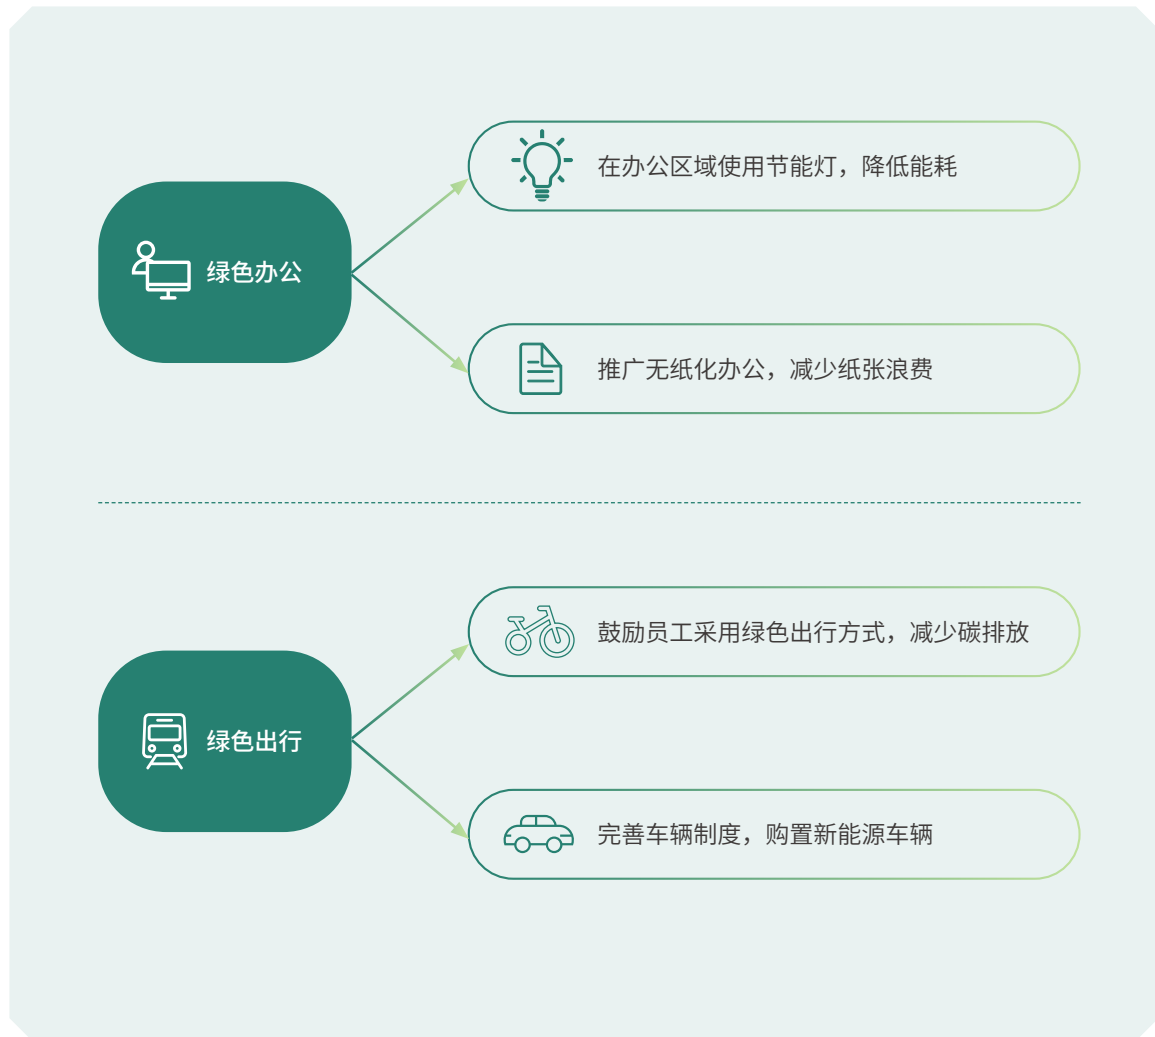 绿色办公
在办公区域使用节能灯，降低能耗
推广无纸化办公，减少纸张浪费
绿色出行
鼓励员工采用绿色出行方式，减少碳排放
完善车辆制度，购置新能源车辆